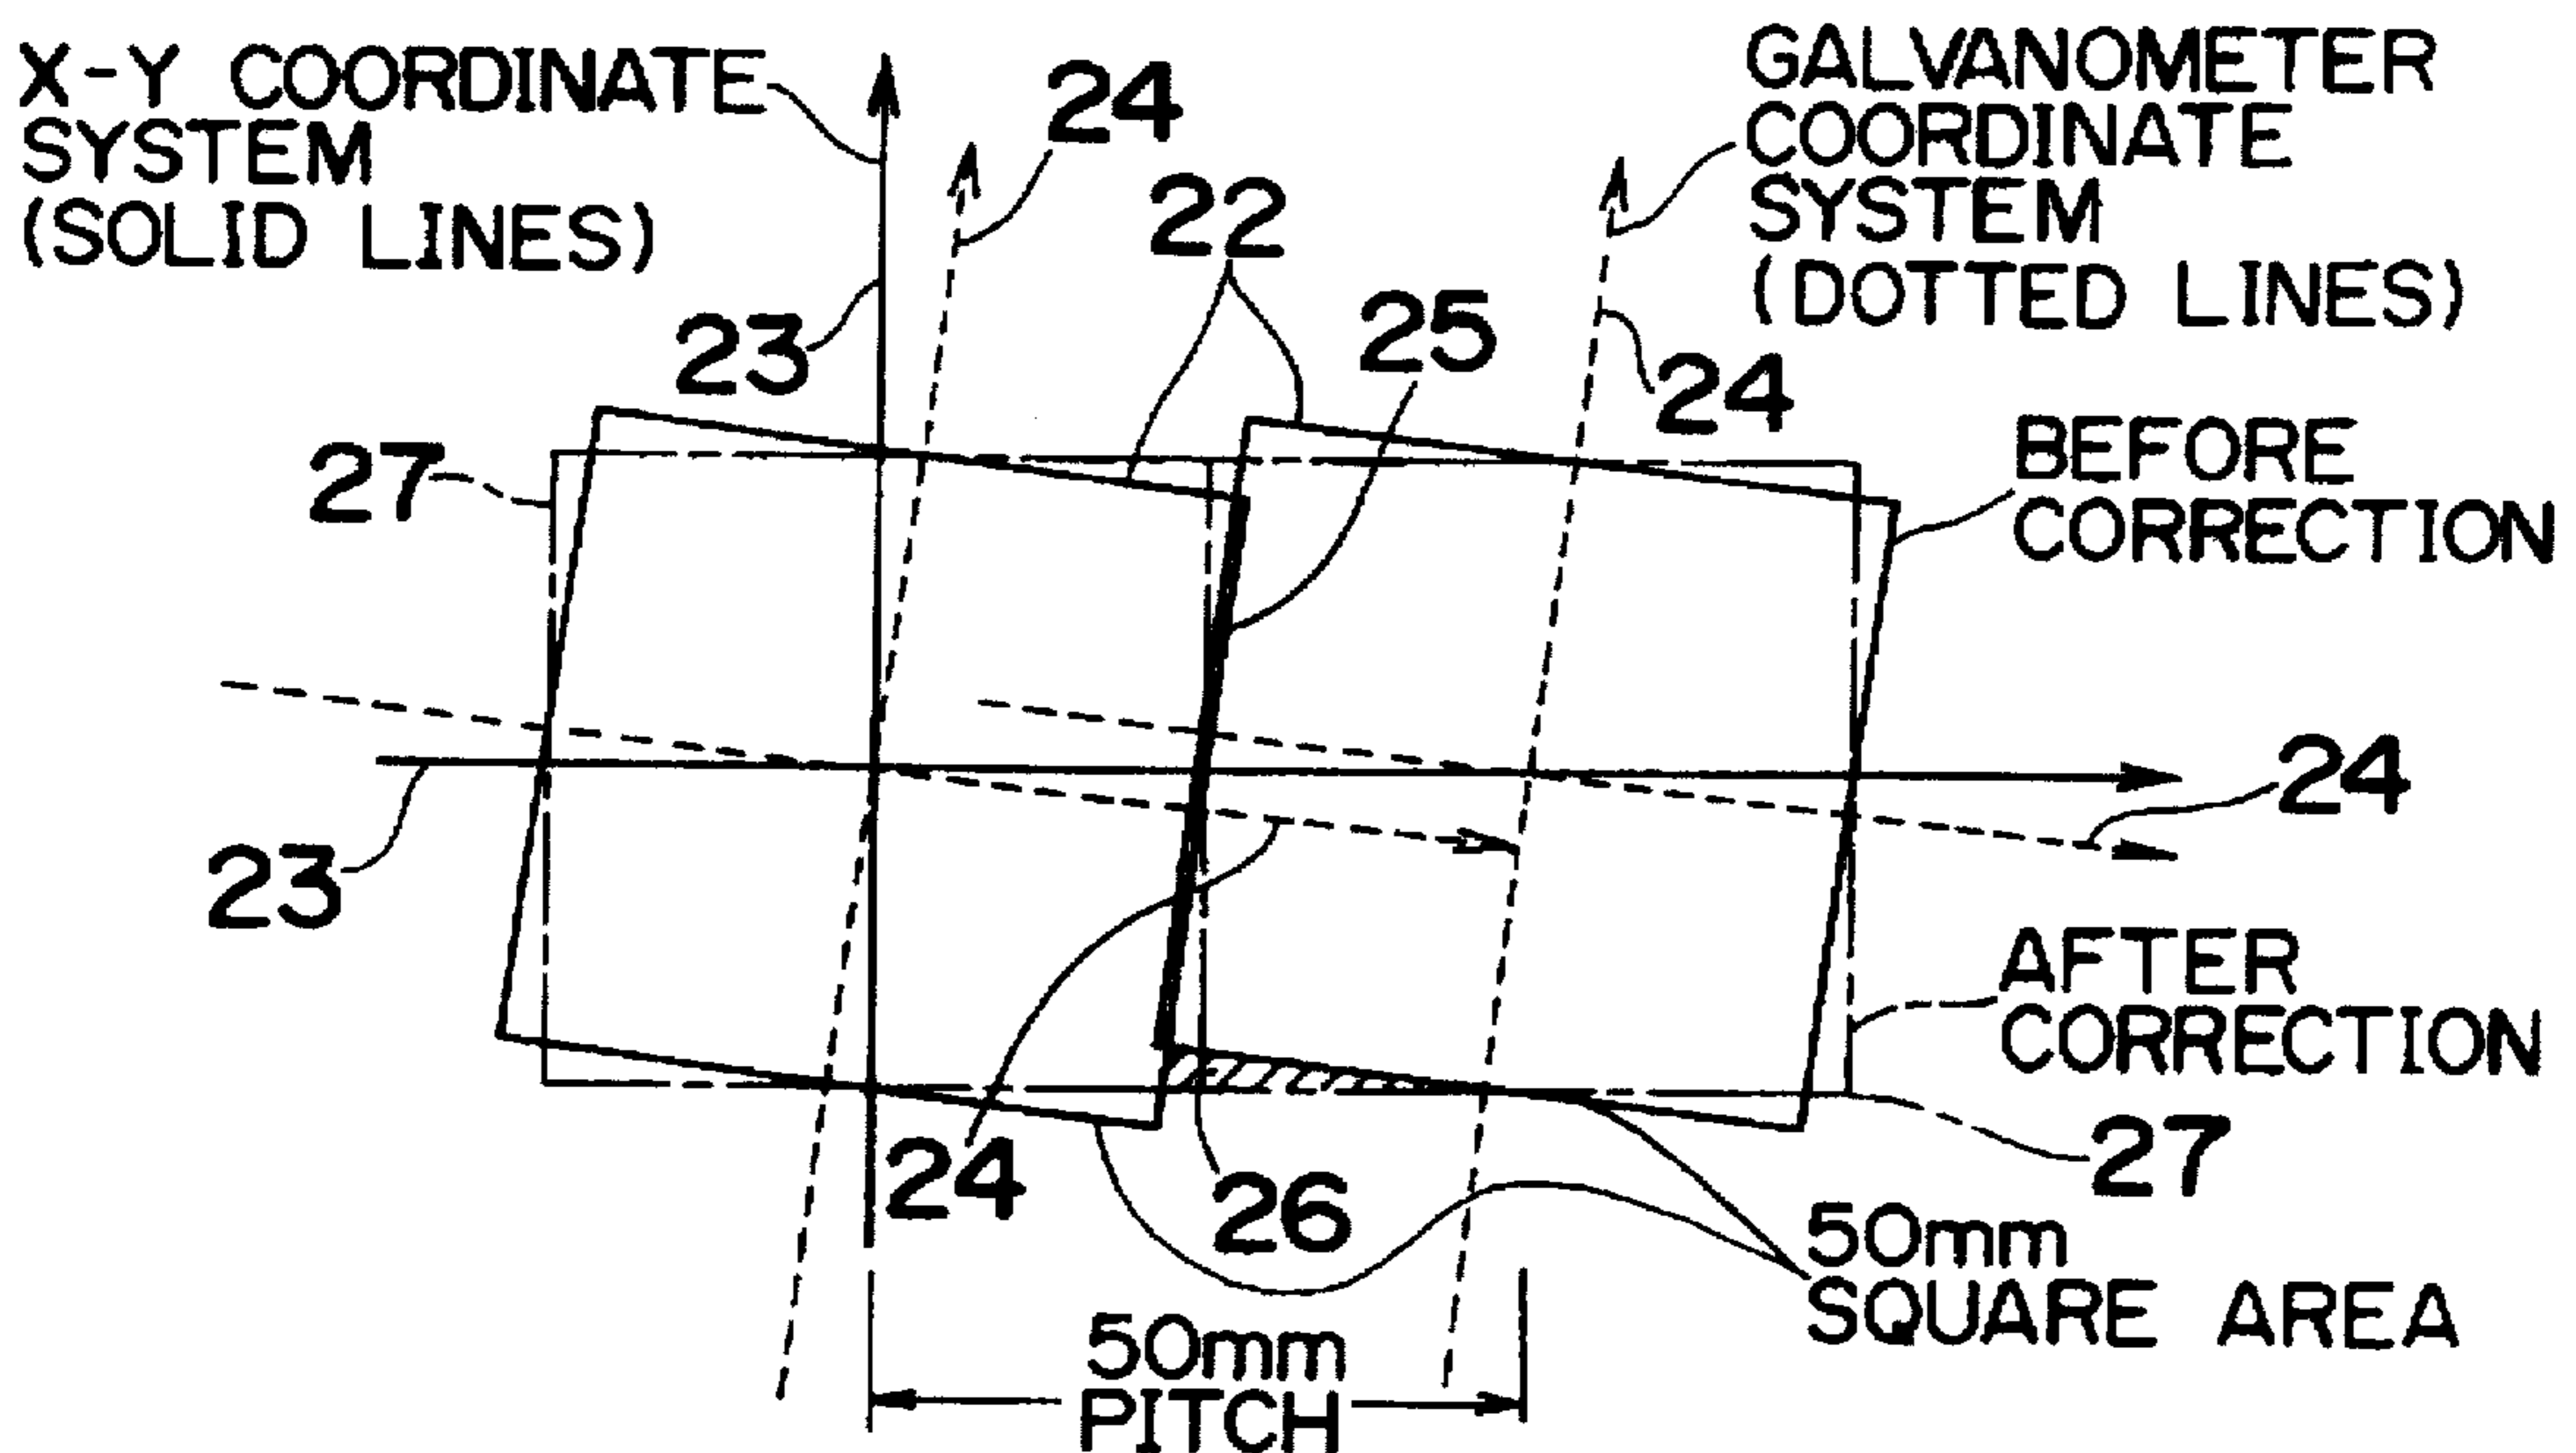 X-Y COORDINATE
SYSTEM
(SOLID LINES)
24
GALVANOMETER
COORDINATE
SYSTEM
(DOTTED LINES)
22
23
25
24
27
BEFORE
CORRECTION
24
23
AFTER
CORRECTION
24
26
27
50mm
SQUARE AREA
50mm
PITCH